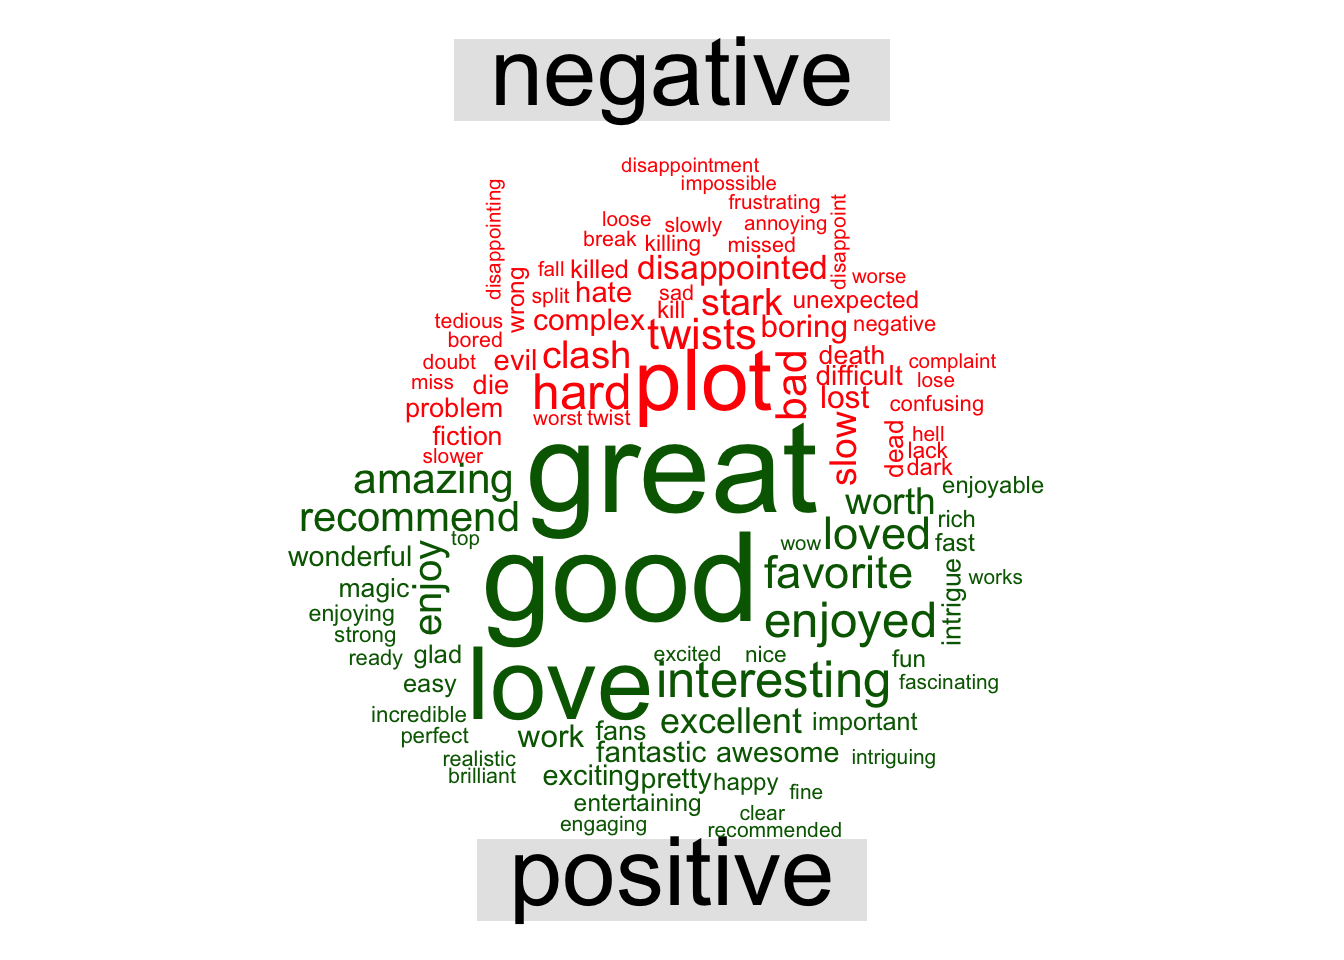 negative
disappointment
impossible
disappointing
frustrating
disappoint
loose slowly annoying
break killing missed
fall killed disappointed worse
wrong split hate sad stark unexpected
kill
tedious complex twists boring negative
bored
doubt evil clash plot bad death complaint
miss die hard difficult lose
problem lost confusing
worst twist
fiction slow dead hell
slower lack
dark
amazing great worth enjoyable
recommend loved rich
top wow fast
wonderful enjoy good favorite intrigue works
magic
enjoying enjoyed
strong
ready glad love excited nice fun
easy interesting fascinating
incredible excellent important
perfect work fans
realistic fantastic awesome intriguing
brilliant exciting pretty happy fine
entertaining clear
engaging recommended
positive